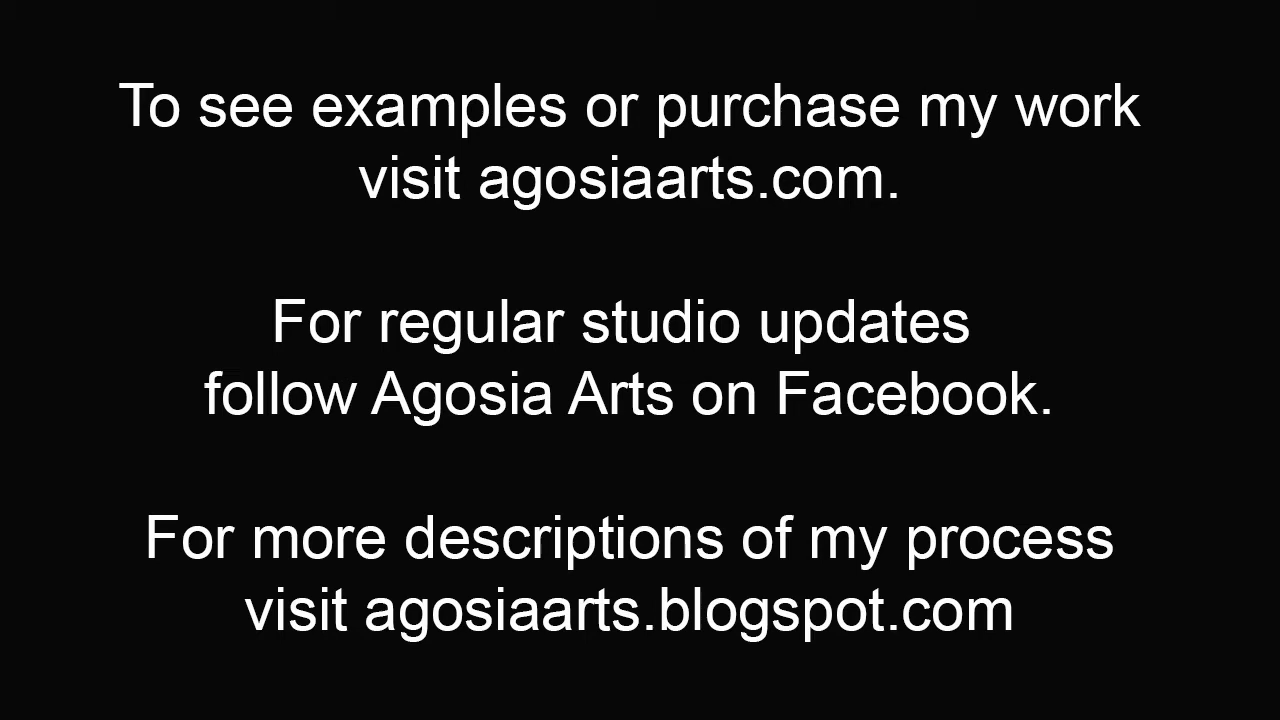 To see examples or purchase my work
visit agosiaarts.com.
For regular studio updates
follow Agosia Arts on Facebook.
For more descriptions of my process
visit agosiaarts.blogspot.com